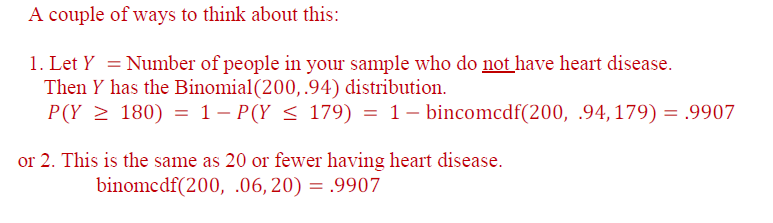 A couple of ways to think about this:
1. Let Y = Number of people in your sample who do not have heart disease.
Then Y has the Binomial(200,.94) distribution.
P(Y ≥ 180) = 1 − P(Y ≤ 179) = 1 − bincomcdf(200, .94,179) = .9907
or 2. This is the same as 20 or fewer having heart disease.
binomcdf(200, .06,20) = .9907